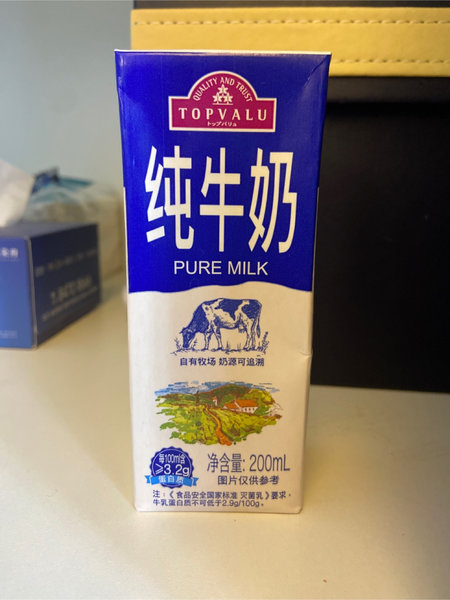 QUALITY AND TRUST
TOPVALU
トップバリュ
纯牛奶
PURE MILK
自有牧场 奶源可追溯
每100ml含
≥3.2g
蛋白质
净含量: 200mL
图片仅供参考
注:《食品安全国家标准 灭菌乳》要求,
牛乳蛋白质不可低于2.9g/100g。